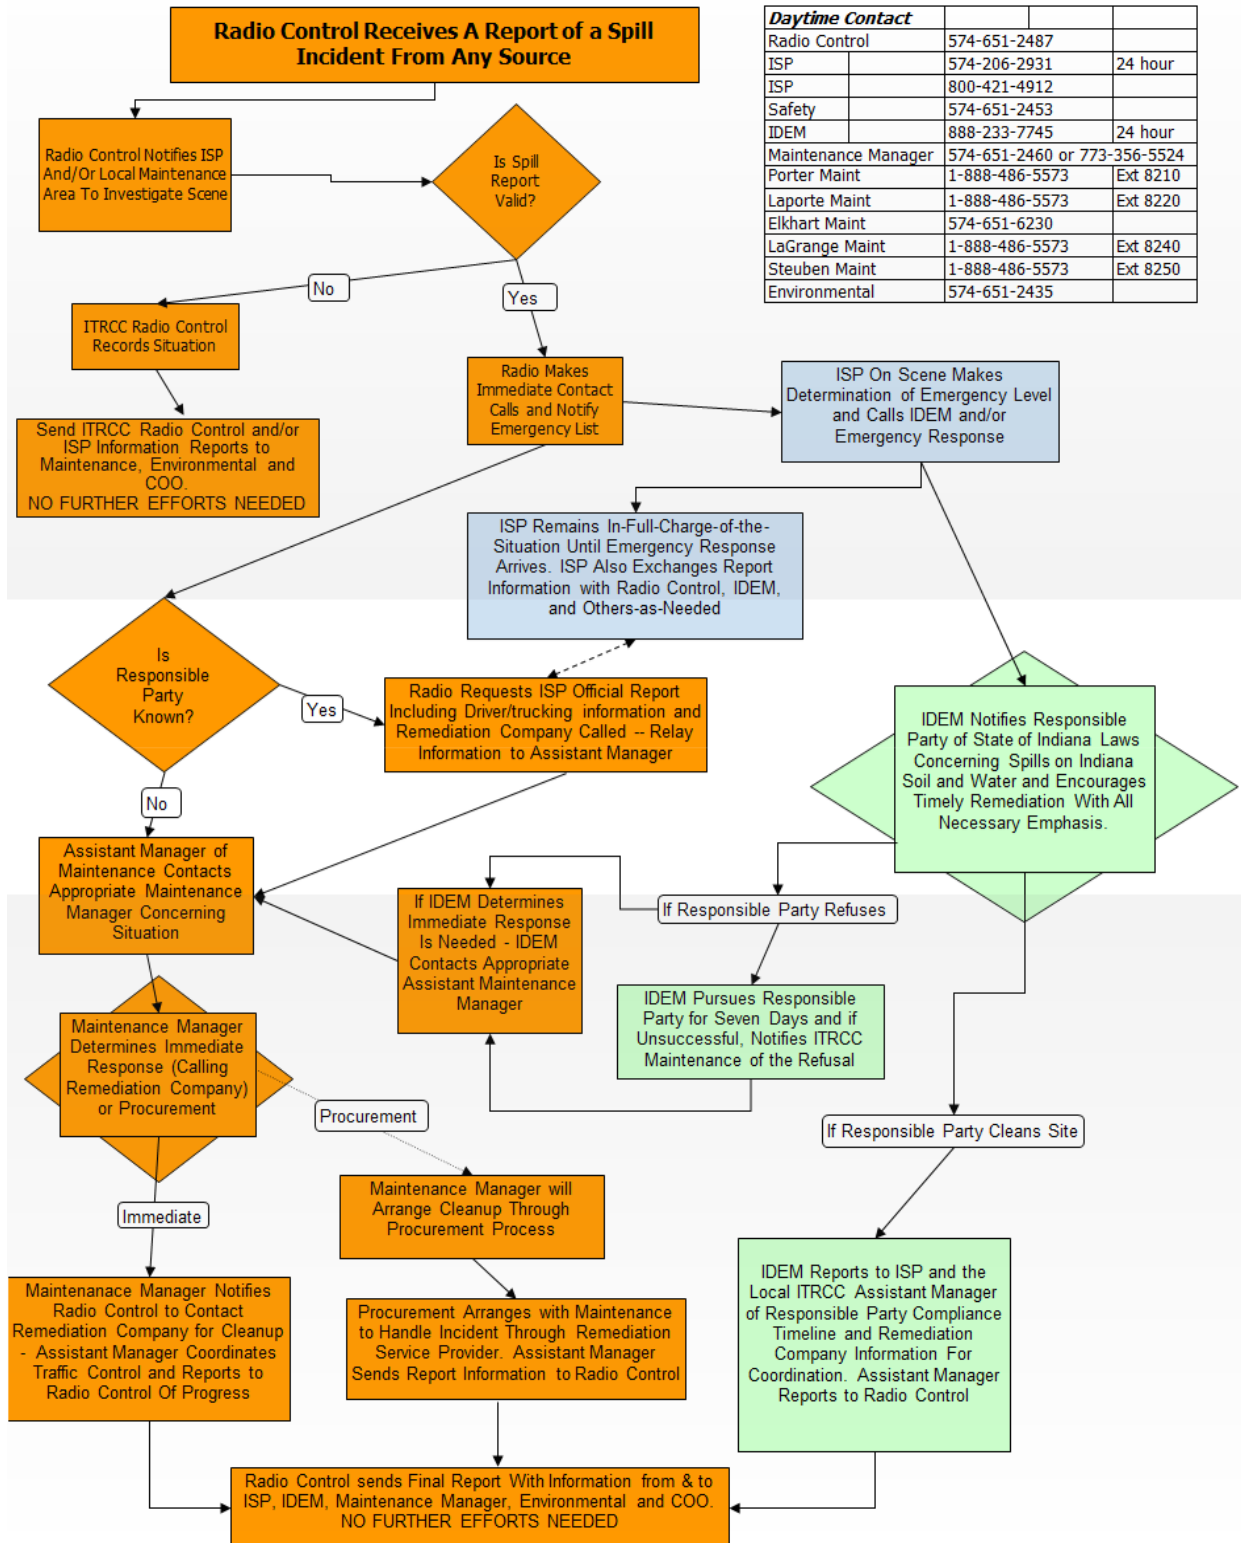 Radio Control Receives A Report of a Spill
Incident From Any Source
Daytime Contact
Radio Control 574-651-2487
ISP 574-206-2931 24 hour
ISP 800-421-4912
Safety 574-651-2453
IDEM 888-233-7745 24 hour
Maintenance Manager 574-651-2460 or 773-356-5524
Porter Maint 1-888-486-5573 Ext 8210
Laporte Maint 1-888-486-5573 Ext 8220
Elkhart Maint 574-651-6230
LaGrange Maint 1-888-486-5573 Ext 8240
Steuben Maint 1-888-486-5573 Ext 8250
Environmental 574-651-2435
Radio Control Notifies ISP
And/Or Local Maintenance
Area To Investigate Scene
Is Spill
Report
Valid?
No
Yes
ITRCC Radio Control
Records Situation
Send ITRCC Radio Control and/or
ISP Information Reports to
Maintenance, Environmental and
COO.
NO FURTHER EFFORTS NEEDED
Radio Makes
Immediate Contact
Calls and Notify
Emergency List
ISP On Scene Makes
Determination of Emergency Level
and Calls IDEM and/or
Emergency Response
ISP Remains In-Full-Charge-of-the-
Situation Until Emergency Response
Arrives. ISP Also Exchanges Report
Information with Radio Control, IDEM,
and Others-as-Needed
Is
Responsible
Party
Known?
Yes
No
Radio Requests ISP Official Report
Including Driver/trucking information and
Remediation Company Called -- Relay
Information to Assistant Manager
IDEM Notifies Responsible
Party of State of Indiana Laws
Concerning Spills on Indiana
Soil and Water and Encourages
Timely Remediation With All
Necessary Emphasis.
Assistant Manager of
Maintenance Contacts
Appropriate Maintenance
Manager Concerning
Situation
If IDEM Determines
Immediate Response
Is Needed - IDEM
Contacts Appropriate
Assistant Maintenance
Manager
If Responsible Party Refuses
IDEM Pursues Responsible
Party for Seven Days and if
Unsuccessful, Notifies ITRCC
Maintenance of the Refusal
Maintenance Manager
Determines Immediate
Response (Calling
Remediation Company)
or Procurement
Procurement
If Responsible Party Cleans Site
Immediate
Maintenance Manager will
Arrange Cleanup Through
Procurement Process
Maintenanace Manager Notifies
Radio Control to Contact
Remediation Company for Cleanup
- Assistant Manager Coordinates
Traffic Control and Reports to
Radio Control Of Progress
Procurement Arranges with Maintenance
to Handle Incident Through Remediation
Service Provider. Assistant Manager
Sends Report Information to Radio Control
IDEM Reports to ISP and the
Local ITRCC Assistant Manager
of Responsible Party Compliance
Timeline and Remediation
Company Information For
Coordination. Assistant Manager
Reports to Radio Control
Radio Control sends Final Report With Information from & to
ISP, IDEM, Maintenance Manager, Environmental and COO.
NO FURTHER EFFORTS NEEDED